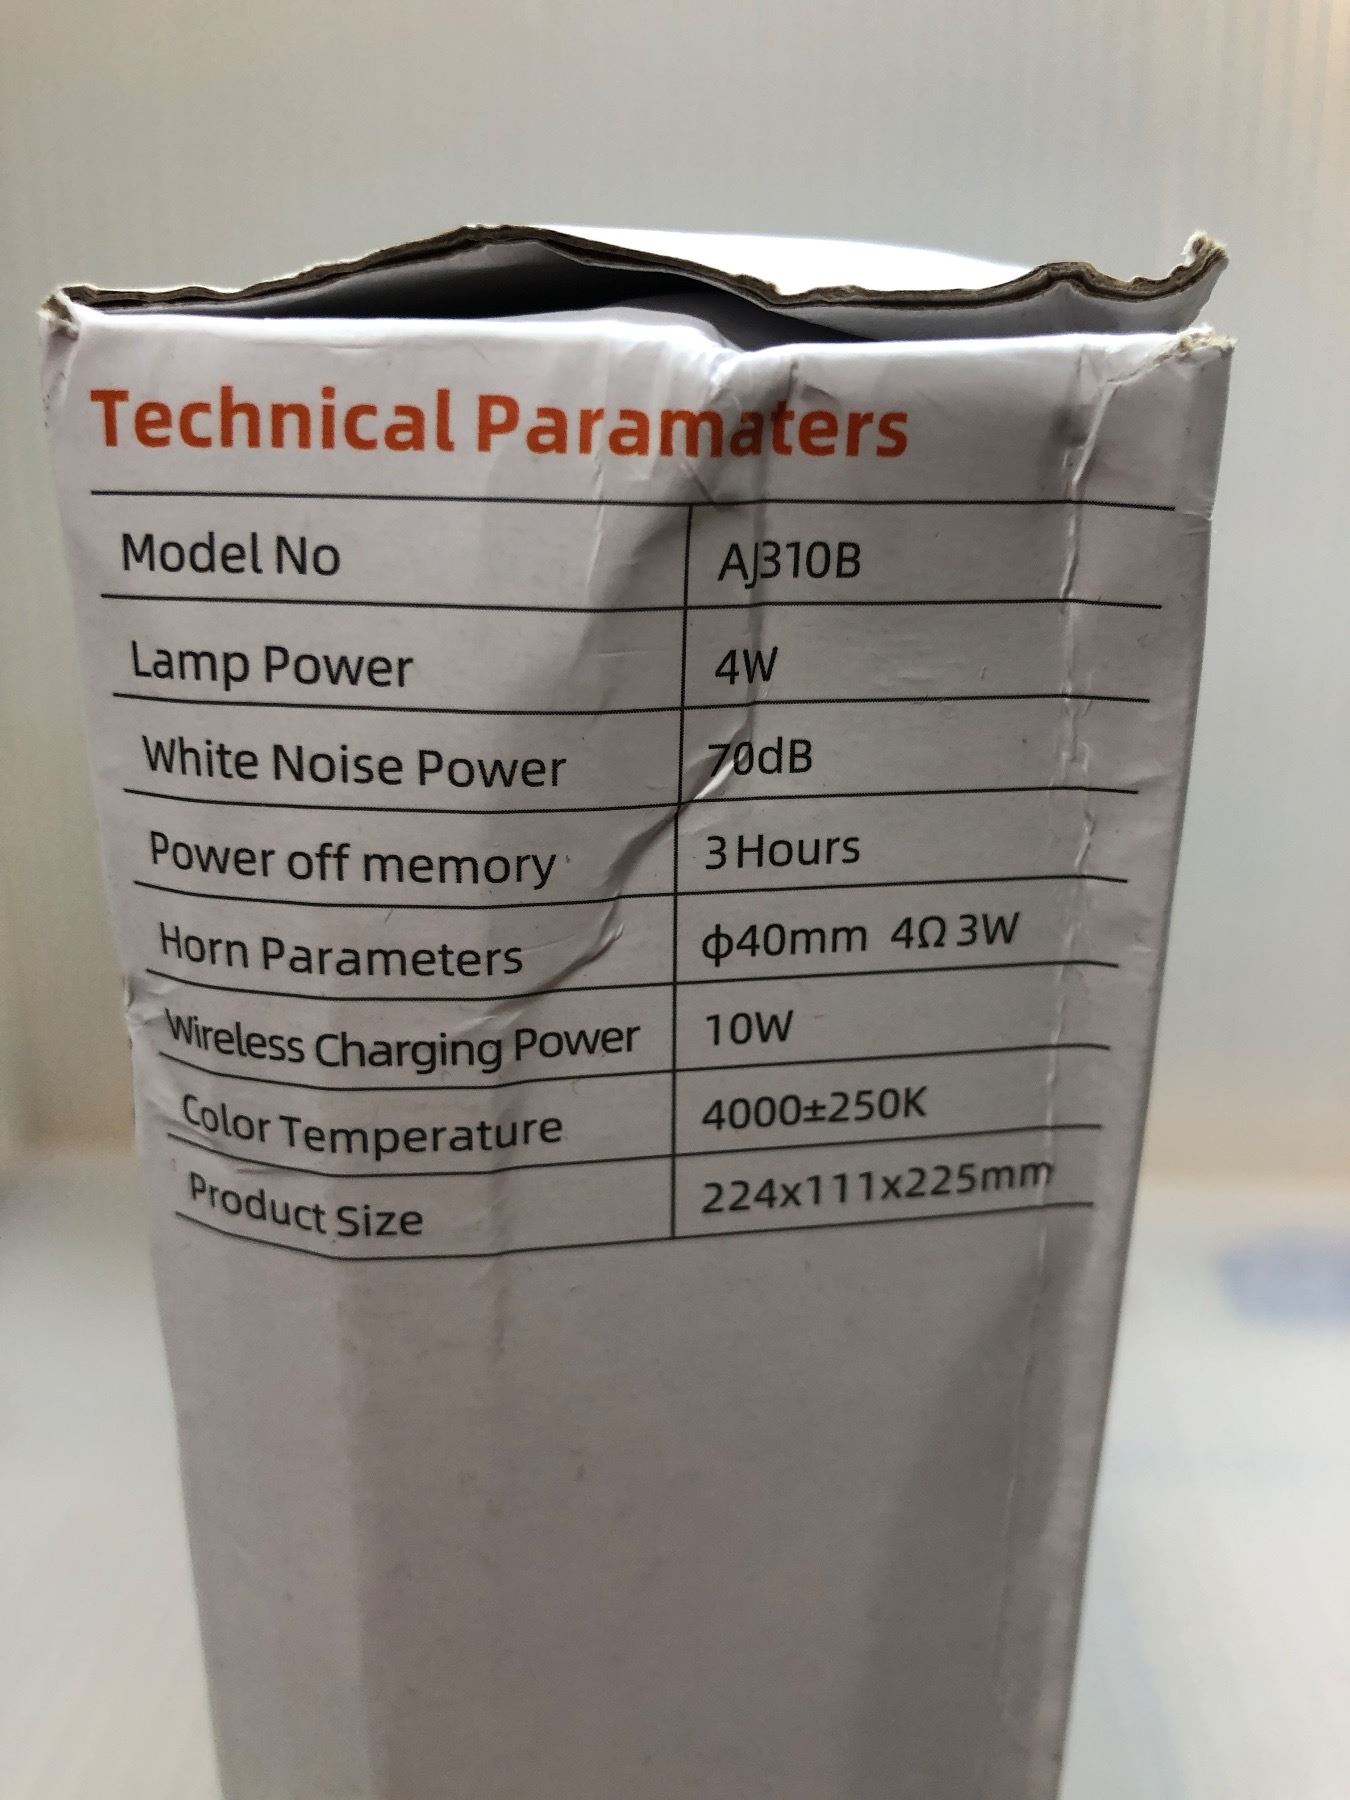 Technical Paramaters
Model No AJ310B
Lamp Power 4W
White Noise Power 70dB
Power off memory 3 Hours
Horn Parameters ф40mm 4Ω 3W
Wireless Charging Power 10W
Color Temperature 4000±250K
Product Size 224x111x225mm